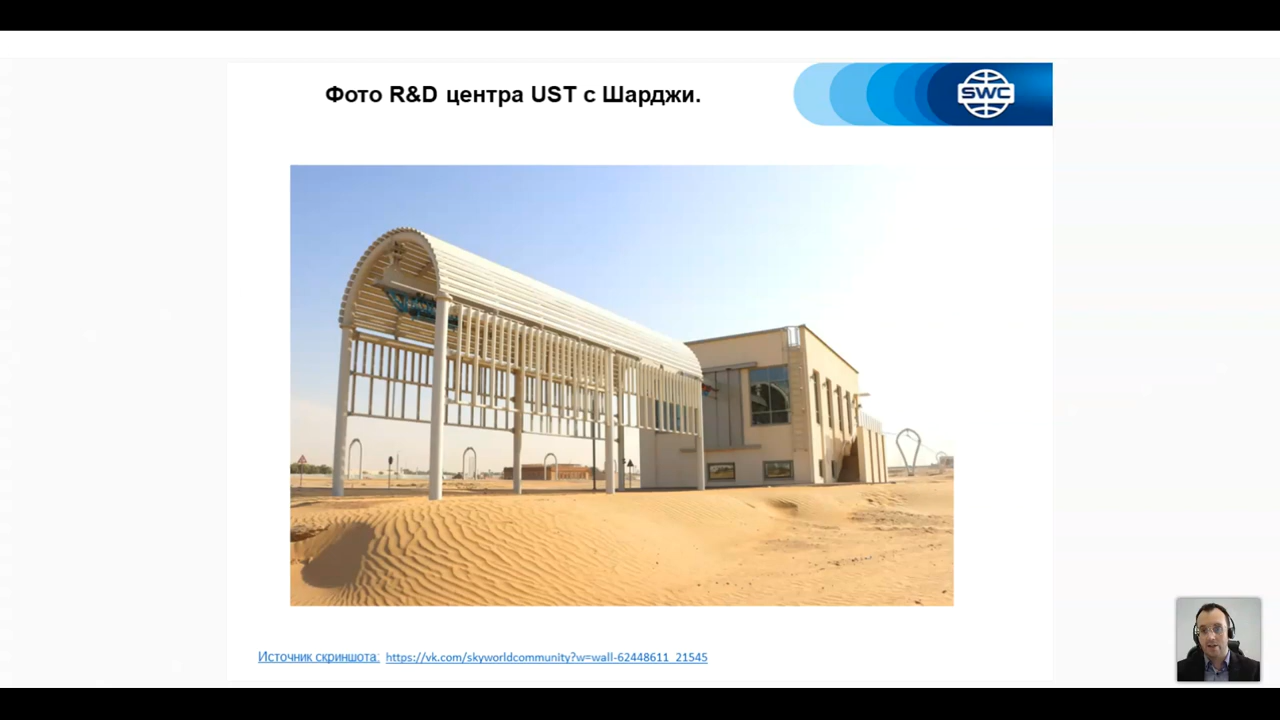 Фото R&D центра UST с Шарджи.
SWC
Источник скриншота: https://vk.com/skyworldcommunity?w=wall-62448611_21545